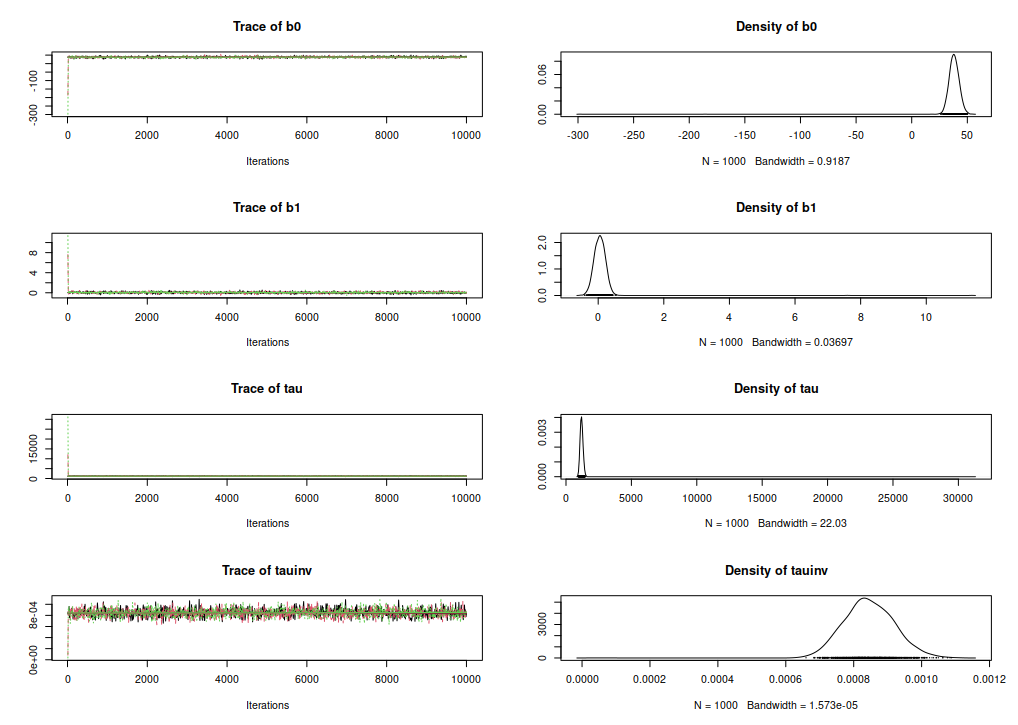 Trace of b0
-300 -100
0 2000 4000 6000 8000 10000
Iterations
Density of b0
0.00 0.06
-300 -250 -200 -150 -100 -50 0 50
N = 1000 Bandwidth = 0.9187
Trace of b1
0 4 8
0 2000 4000 6000 8000 10000
Iterations
Density of b1
0.0 1.0 2.0
0 2 4 6 8 10
N = 1000 Bandwidth = 0.03697
Trace of tau
0 15000
0 2000 4000 6000 8000 10000
Iterations
Density of tau
0.000 0.003
0 5000 10000 15000 20000 25000 30000
N = 1000 Bandwidth = 22.03
Trace of tauinv
0e+00 8e-04
0 2000 4000 6000 8000 10000
Iterations
Density of tauinv
0 3000
0.0000 0.0002 0.0004 0.0006 0.0008 0.0010 0.0012
N = 1000 Bandwidth = 1.573e-05